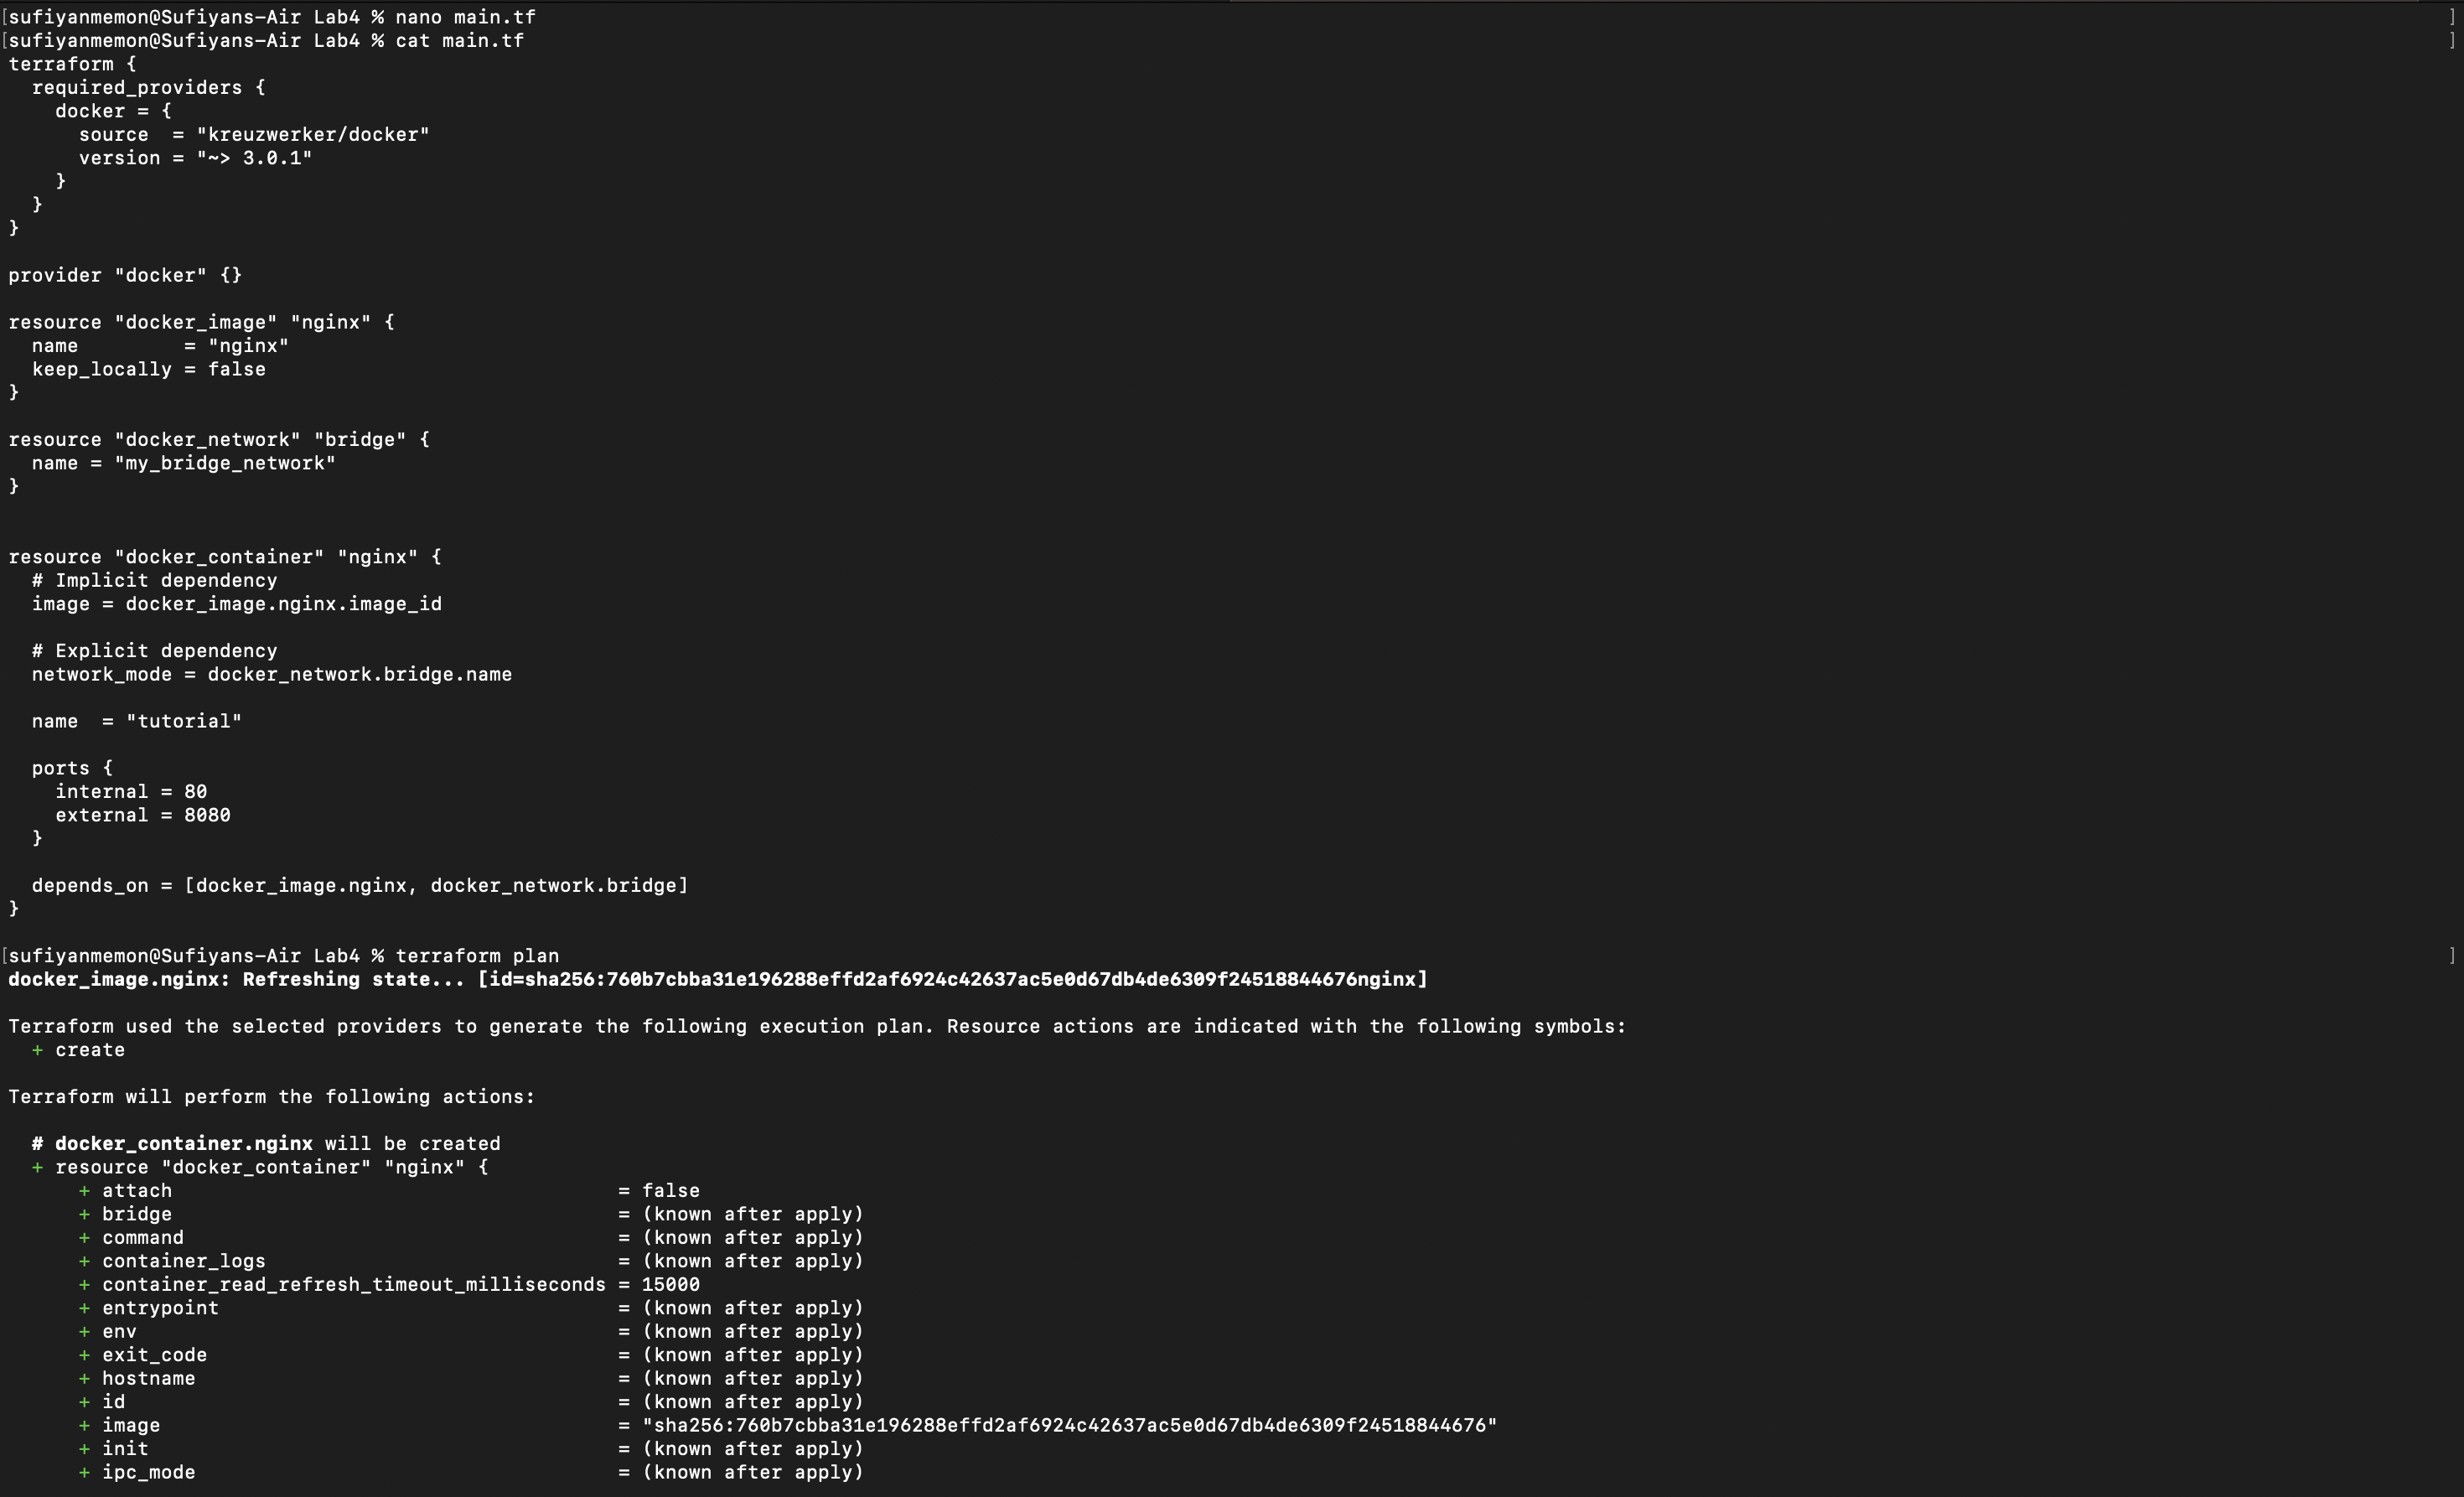 [sufiyanmemon@Sufiyans-Air Lab4 % nano main.tf ]
[sufiyanmemon@Sufiyans-Air Lab4 % cat main.tf ]
terraform {
  required_providers {
    docker = {
      source  = "kreuzwerker/docker"
      version = "~> 3.0.1"
    }
  }
}

provider "docker" {}

resource "docker_image" "nginx" {
  name         = "nginx"
  keep_locally = false
}

resource "docker_network" "bridge" {
  name = "my_bridge_network"
}


resource "docker_container" "nginx" {
  # Implicit dependency
  image = docker_image.nginx.image_id

  # Explicit dependency
  network_mode = docker_network.bridge.name

  name  = "tutorial"

  ports {
    internal = 80
    external = 8080
  }

  depends_on = [docker_image.nginx, docker_network.bridge]
}

[sufiyanmemon@Sufiyans-Air Lab4 % terraform plan ]
docker_image.nginx: Refreshing state... [id=sha256:760b7cbba31e196288effd2af6924c42637ac5e0d67db4de6309f24518844676nginx]

Terraform used the selected providers to generate the following execution plan. Resource actions are indicated with the following symbols:
  + create

Terraform will perform the following actions:

  # docker_container.nginx will be created
  + resource "docker_container" "nginx" {
      + attach                                      = false
      + bridge                                      = (known after apply)
      + command                                     = (known after apply)
      + container_logs                              = (known after apply)
      + container_read_refresh_timeout_milliseconds = 15000
      + entrypoint                                  = (known after apply)
      + env                                         = (known after apply)
      + exit_code                                   = (known after apply)
      + hostname                                    = (known after apply)
      + id                                          = (known after apply)
      + image                                       = "sha256:760b7cbba31e196288effd2af6924c42637ac5e0d67db4de6309f24518844676"
      + init                                        = (known after apply)
      + ipc_mode                                    = (known after apply)